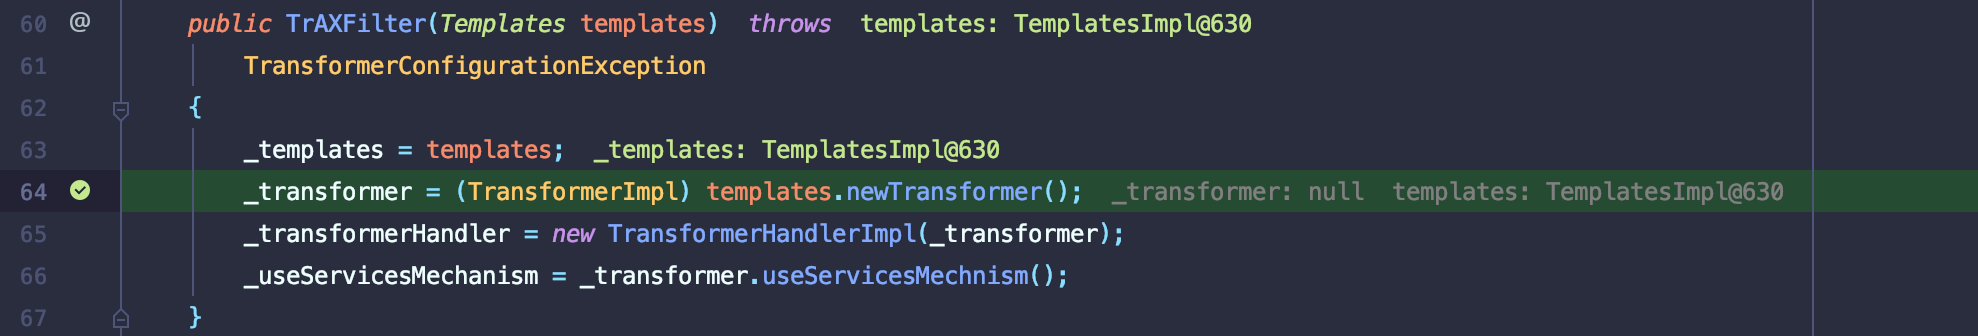 60 @ public TrAXFilter(Templates templates) throws templates: TemplatesImpl@630
61 TransformerConfigurationException
62 {
63 _templates = templates; _templates: TemplatesImpl@630
64 _transformer = (TransformerImpl) templates.newTransformer(); _transformer: null templates: TemplatesImpl@630
65 _transformerHandler = new TransformerHandlerImpl(_transformer);
66 _useServicesMechanism = _transformer.useServicesMechnism();
67 }